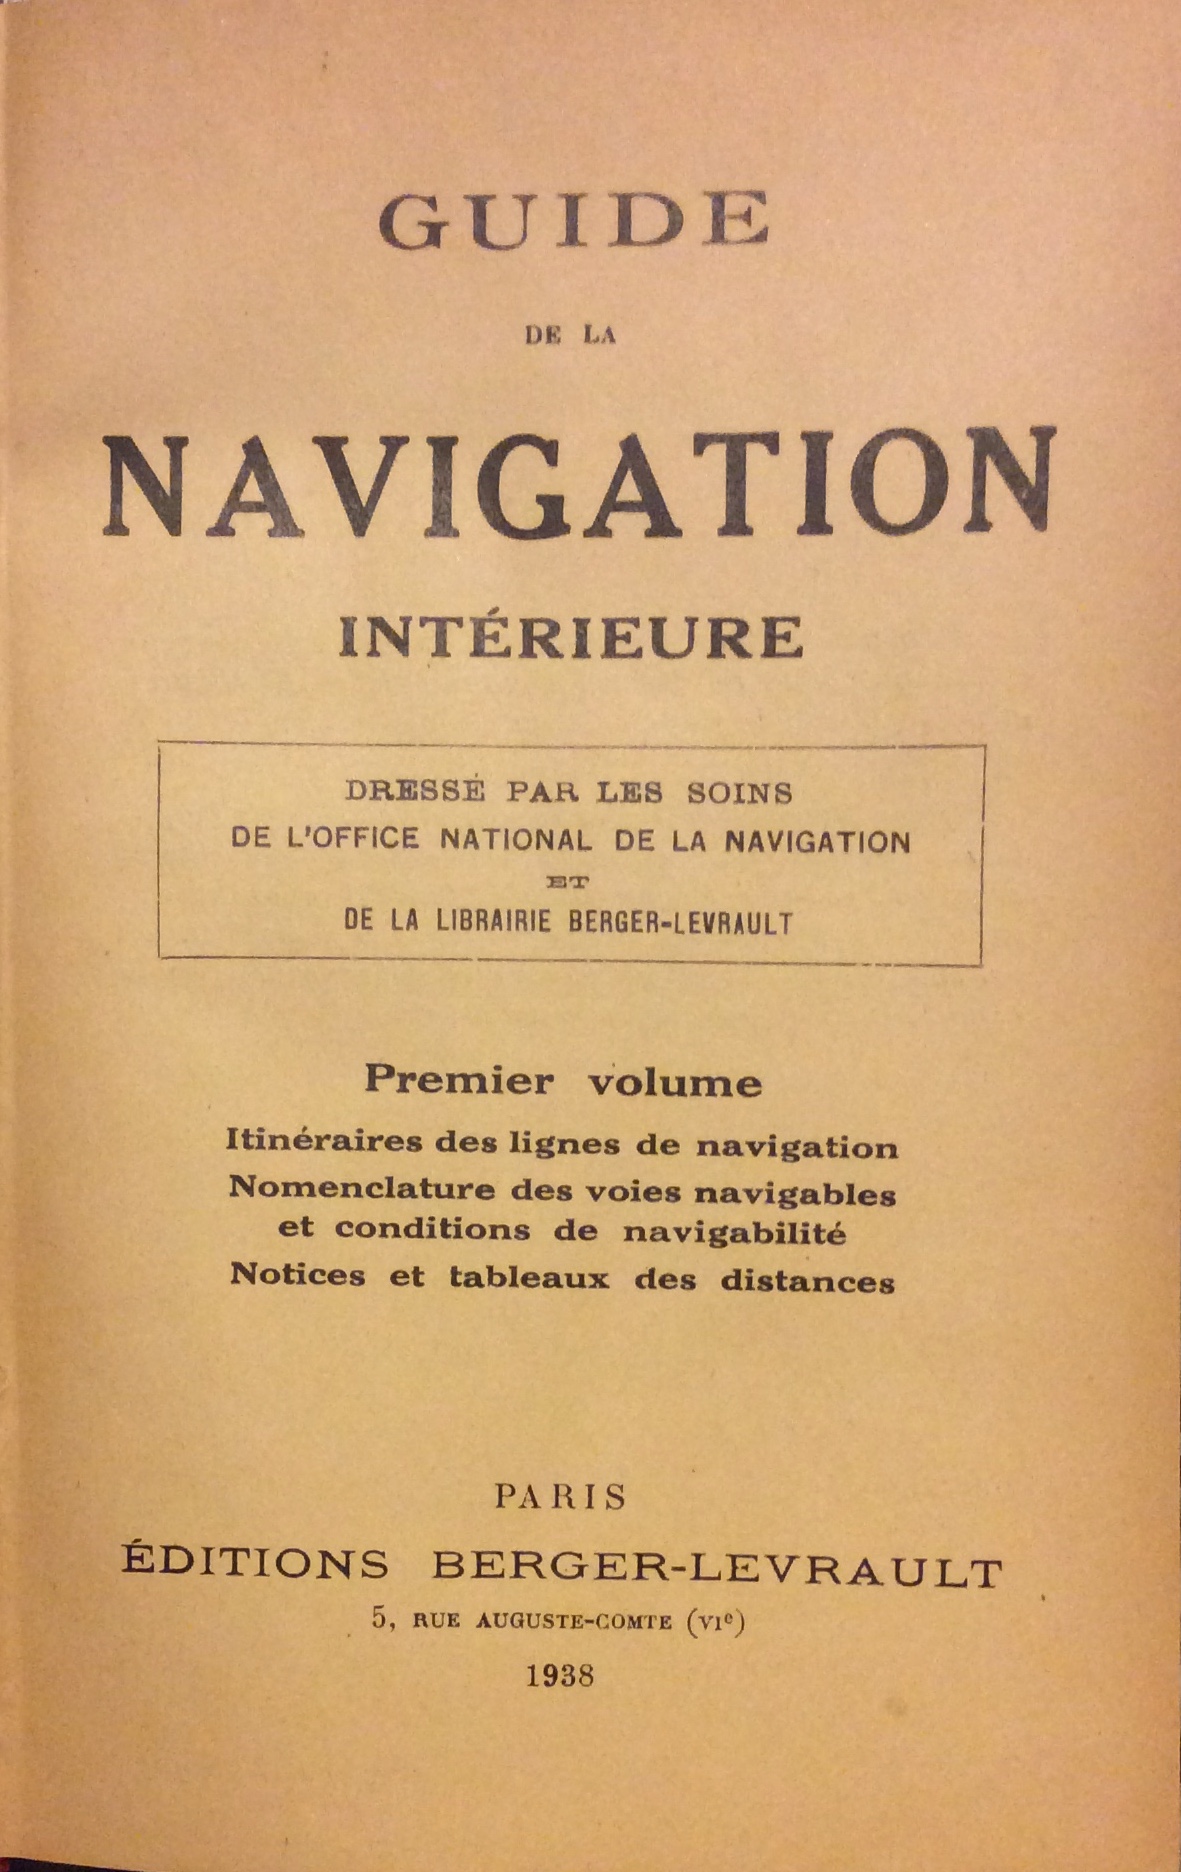 GUIDE
DE LA
NAVIGATION
INTÉRIEURE
DRESSÉ PAR LES SOINS
DE L'OFFICE NATIONAL DE LA NAVIGATION
ET
DE LA LIBRAIRIE BERGER-LEVRAULT
Premier volume
Itinéraires des lignes de navigation
Nomenclature des voies navigables
et conditions de navigabilité
Notices et tableaux des distances
PARIS
ÉDITIONS BERGER-LEVRAULT
5, RUE AUGUSTE-COMTE (VIe)
1938